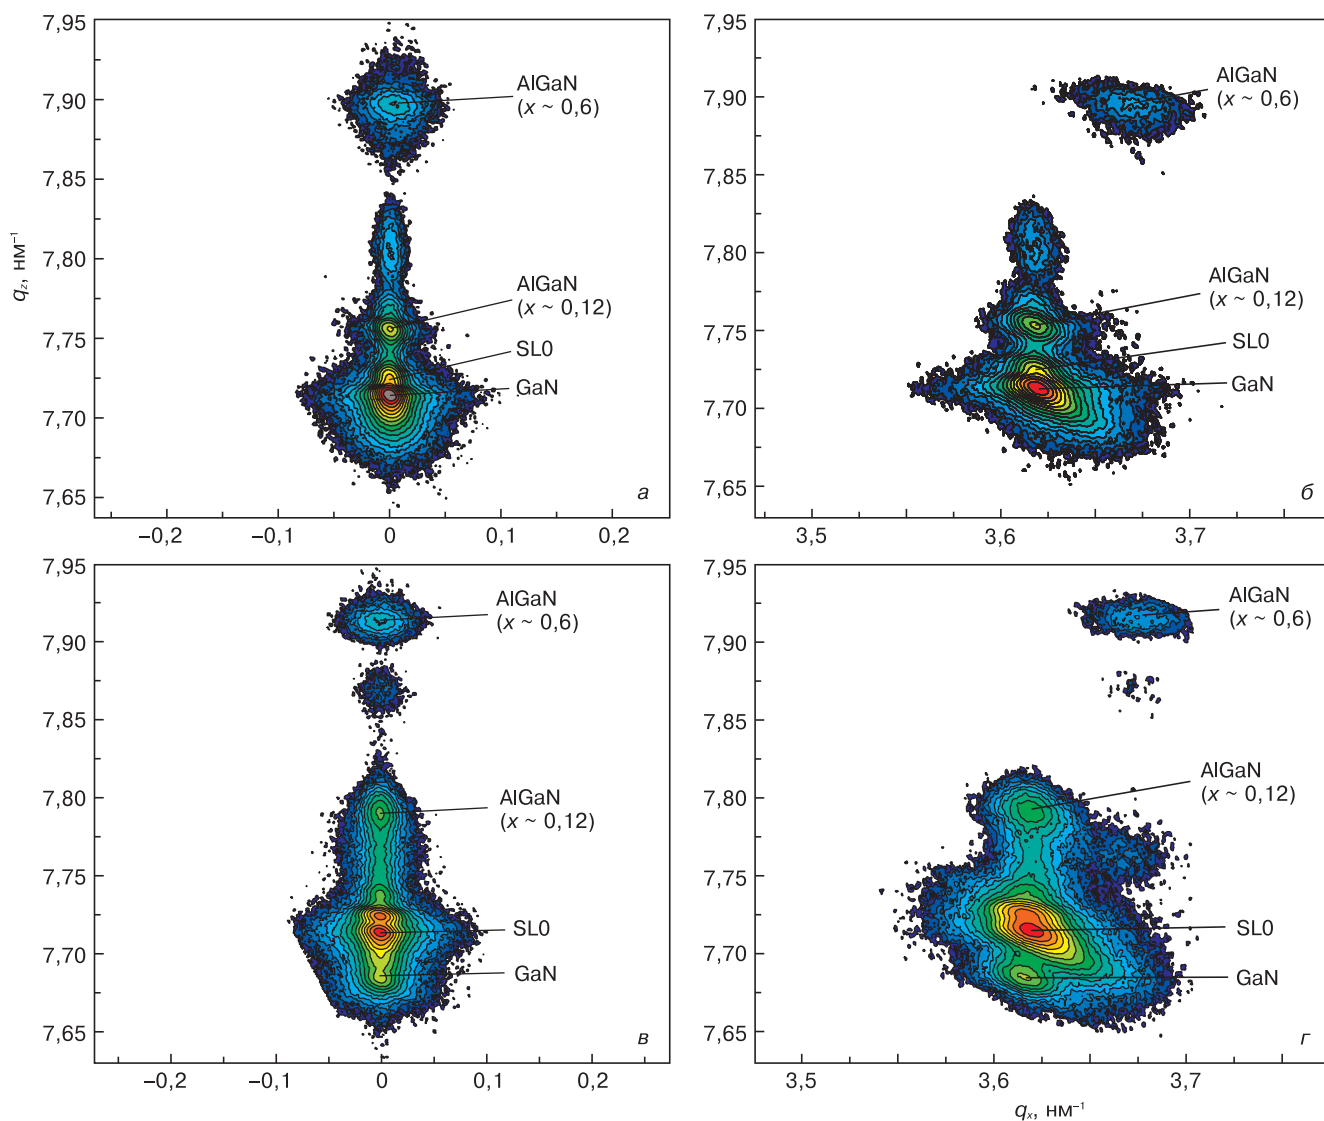 7,95
7,90
7,85
7,80
7,75
7,70
7,65
qz, нм⁻¹
AlGaN
(x ~ 0,6)
AlGaN
(x ~ 0,12)
SL0
GaN
а
−0,2
−0,1
0
0,1
0,2
7,95
7,90
7,85
7,80
7,75
7,70
7,65
AlGaN
(x ~ 0,6)
AlGaN
(x ~ 0,12)
SL0
GaN
б
3,5
3,6
3,7
7,95
7,90
7,85
7,80
7,75
7,70
7,65
AlGaN
(x ~ 0,6)
AlGaN
(x ~ 0,12)
SL0
GaN
в
−0,2
−0,1
0
0,1
0,2
7,95
7,90
7,85
7,80
7,75
7,70
7,65
AlGaN
(x ~ 0,6)
AlGaN
(x ~ 0,12)
SL0
GaN
г
3,5
3,6
3,7
qx, нм⁻¹